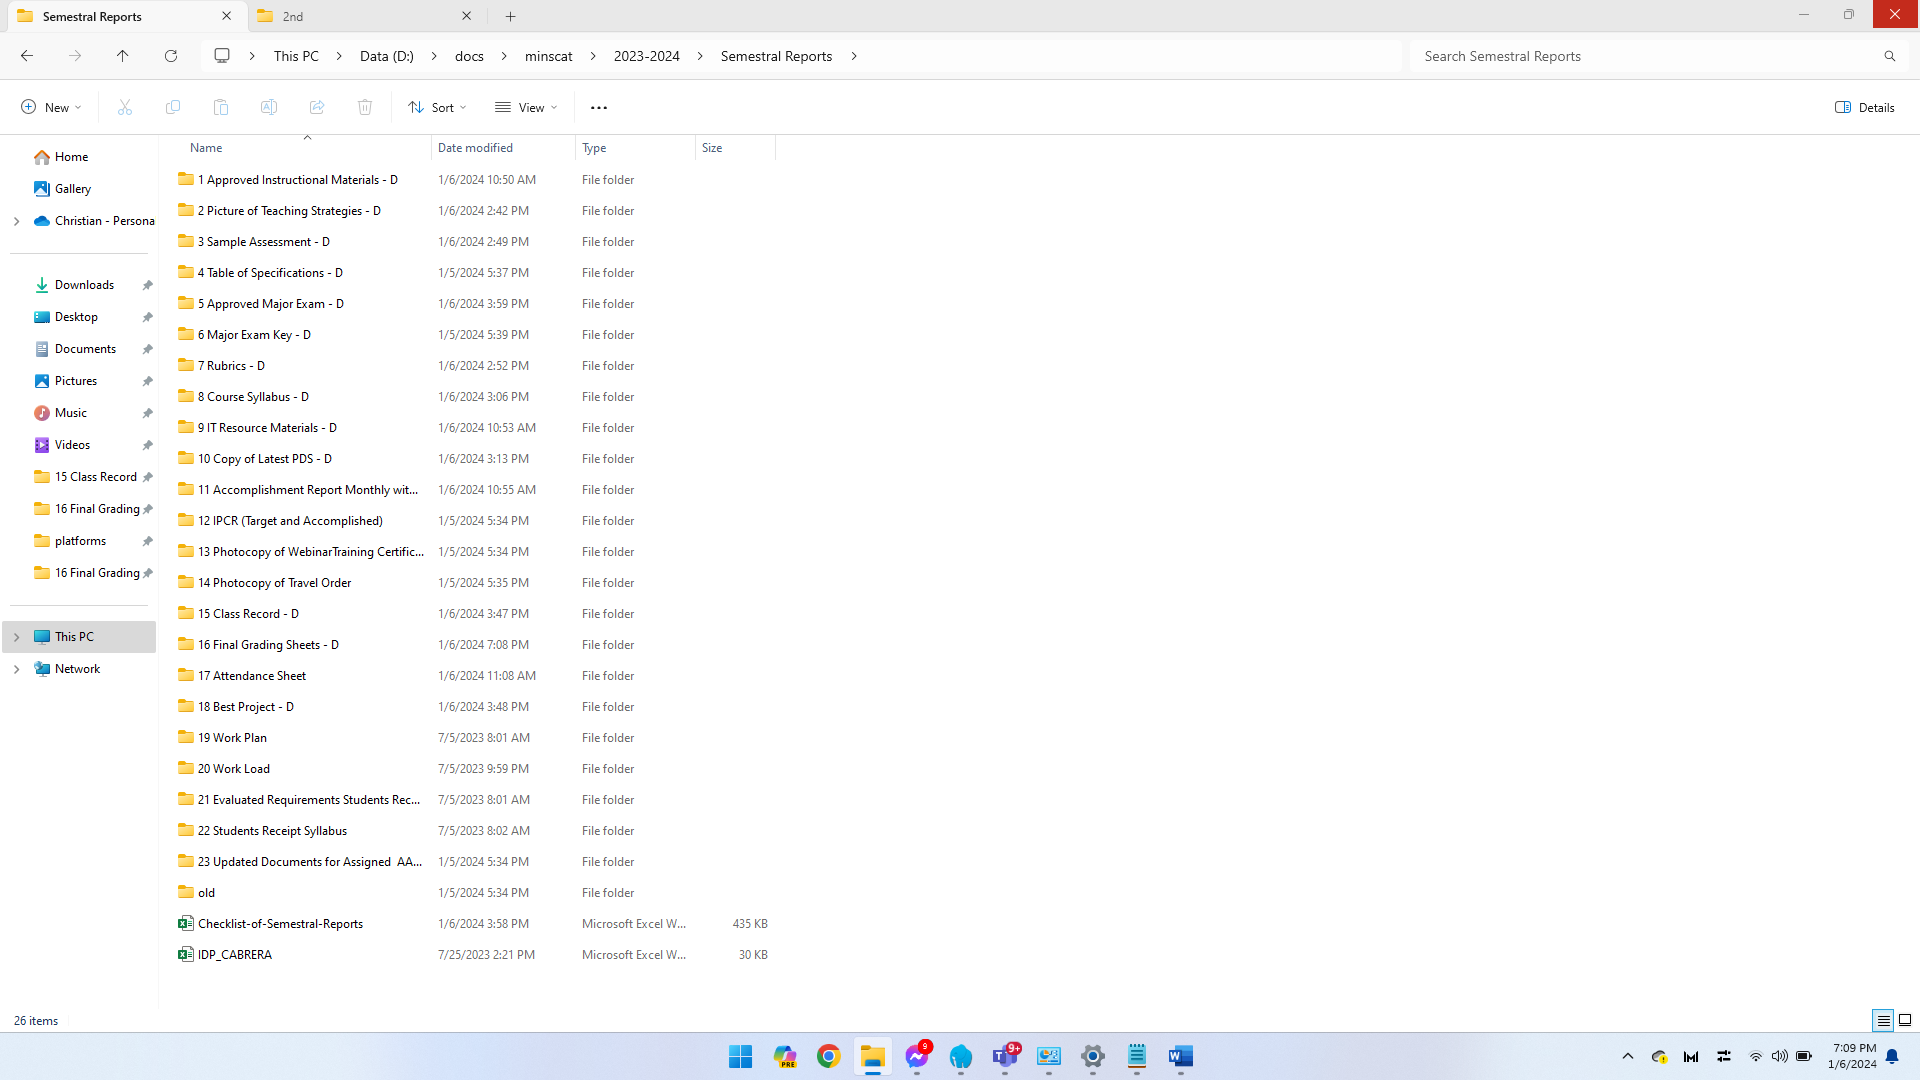 Semestral Reports
2nd
This PC
Data (D:)
docs
minscat
2023-2024
Semestral Reports
Search Semestral Reports
New
Sort
View
Details
Home
Gallery
Christian - Persona
Downloads
Desktop
Documents
Pictures
Music
Videos
15 Class Record
16 Final Grading
platforms
16 Final Grading
This PC
Network
Name Date modified Type Size
1 Approved Instructional Materials - D 1/6/2024 10:50 AM File folder
2 Picture of Teaching Strategies - D 1/6/2024 2:42 PM File folder
3 Sample Assessment - D 1/6/2024 2:49 PM File folder
4 Table of Specifications - D 1/5/2024 5:37 PM File folder
5 Approved Major Exam - D 1/6/2024 3:59 PM File folder
6 Major Exam Key - D 1/5/2024 5:39 PM File folder
7 Rubrics - D 1/6/2024 2:52 PM File folder
8 Course Syllabus - D 1/6/2024 3:06 PM File folder
9 IT Resource Materials - D 1/6/2024 10:53 AM File folder
10 Copy of Latest PDS - D 1/6/2024 3:13 PM File folder
11 Accomplishment Report Monthly wit... 1/6/2024 10:55 AM File folder
12 IPCR (Target and Accomplished) 1/5/2024 5:34 PM File folder
13 Photocopy of WebinarTraining Certific... 1/5/2024 5:34 PM File folder
14 Photocopy of Travel Order 1/5/2024 5:35 PM File folder
15 Class Record - D 1/6/2024 3:47 PM File folder
16 Final Grading Sheets - D 1/6/2024 7:08 PM File folder
17 Attendance Sheet 1/6/2024 11:08 AM File folder
18 Best Project - D 1/6/2024 3:48 PM File folder
19 Work Plan 7/5/2023 8:01 AM File folder
20 Work Load 7/5/2023 9:59 PM File folder
21 Evaluated Requirements Students Rec... 7/5/2023 8:01 AM File folder
22 Students Receipt Syllabus 7/5/2023 8:02 AM File folder
23 Updated Documents for Assigned  AA... 1/5/2024 5:34 PM File folder
old 1/5/2024 5:34 PM File folder
Checklist-of-Semestral-Reports 1/6/2024 3:58 PM Microsoft Excel W... 435 KB
IDP_CABRERA 7/25/2023 2:21 PM Microsoft Excel W... 30 KB
26 items
PRE
9
9+
7:09 PM
1/6/2024